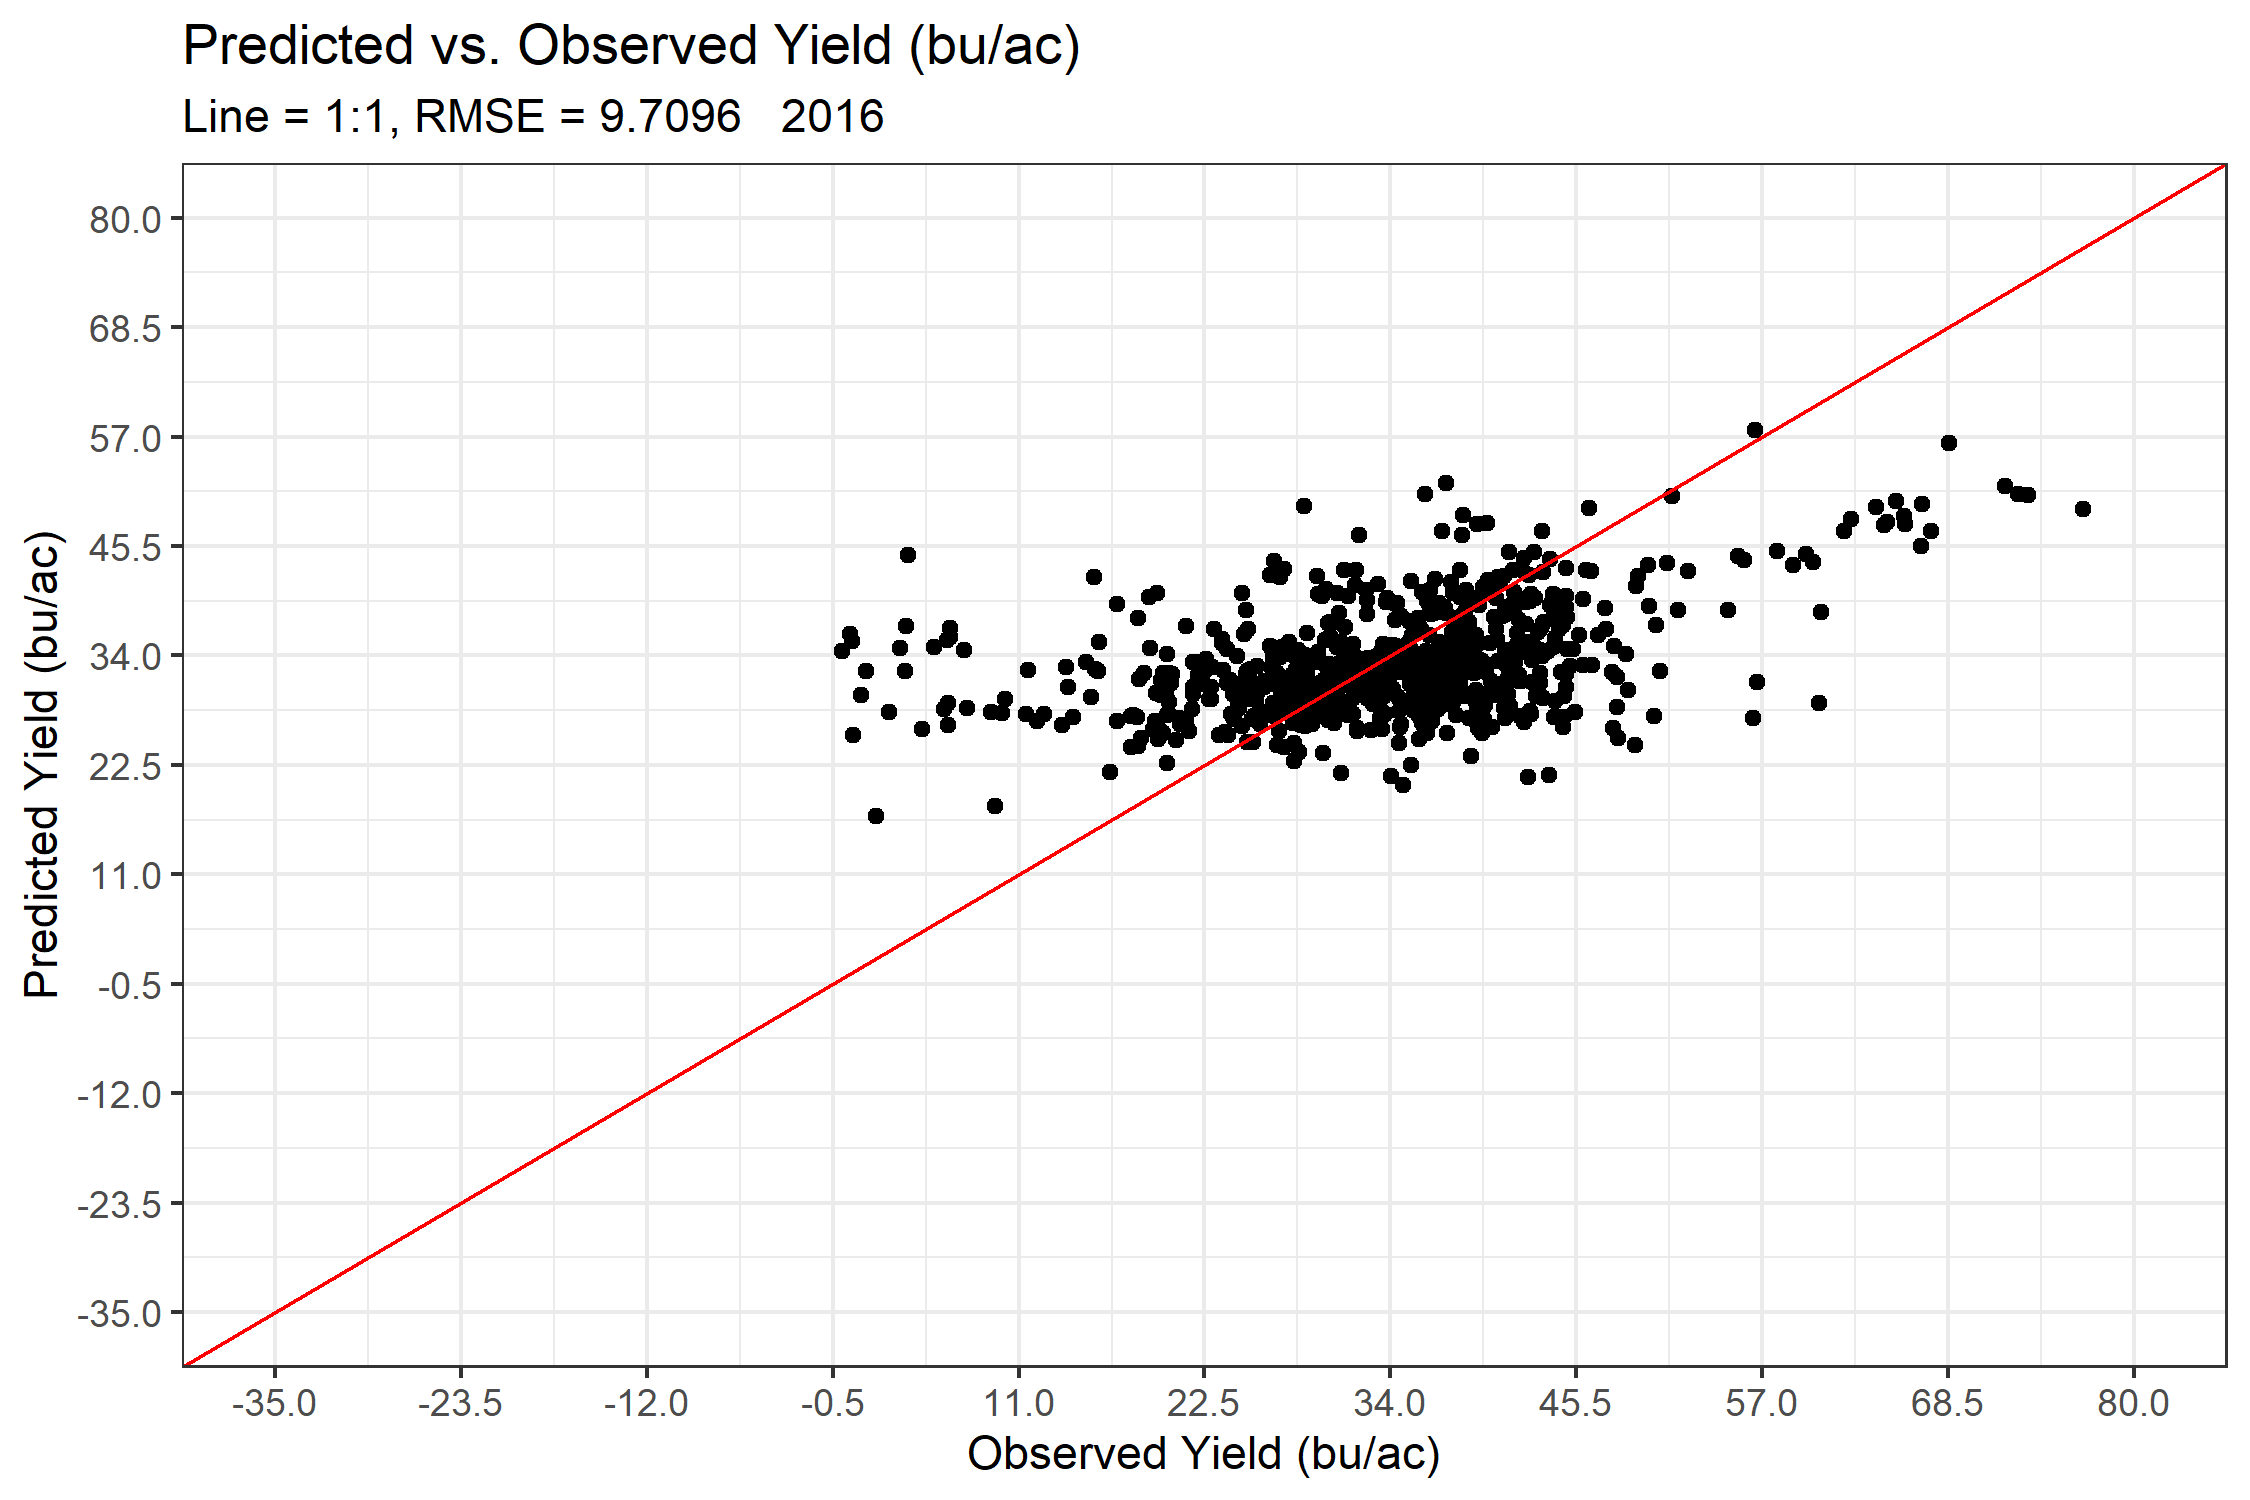 Predicted vs. Observed Yield (bu/ac)
Line = 1:1, RMSE = 9.7096   2016
Predicted Yield (bu/ac)
80.0
68.5
57.0
45.5
34.0
22.5
11.0
-0.5
-12.0
-23.5
-35.0
-35.0 -23.5 -12.0 -0.5 11.0 22.5 34.0 45.5 57.0 68.5 80.0
Observed Yield (bu/ac)